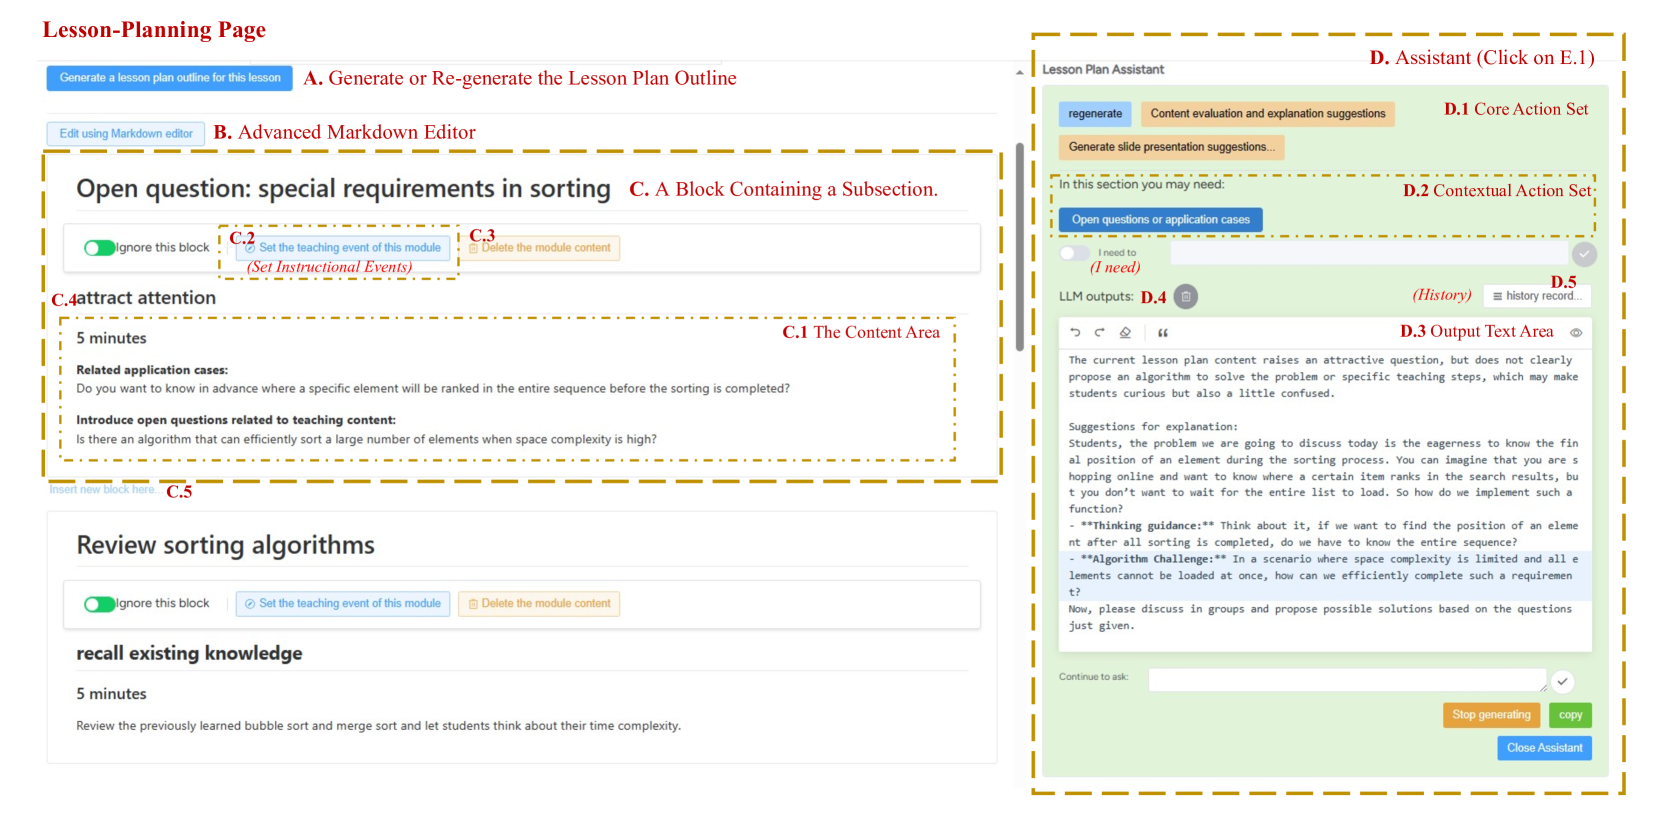 Lesson-Planning Page
Generate a lesson plan outline for this lesson
A. Generate or Re-generate the Lesson Plan Outline
Edit using Markdown editor
B. Advanced Markdown Editor
Open question: special requirements in sorting
C. A Block Containing a Subsection.
Ignore this block
C.2
Set the teaching event of this module
(Set Instructional Events)
C.3
Delete the module content
C.4
attract attention
C.1 The Content Area
5 minutes
Related application cases:
Do you want to know in advance where a specific element will be ranked in the entire sequence before the sorting is completed?
Introduce open questions related to teaching content:
Is there an algorithm that can efficiently sort a large number of elements when space complexity is high?
Insert new block here...
C.5
Review sorting algorithms
Ignore this block
Set the teaching event of this module
Delete the module content
recall existing knowledge
5 minutes
Review the previously learned bubble sort and merge sort and let students think about their time complexity.
D. Assistant (Click on E.1)
Lesson Plan Assistant
regenerate
Content evaluation and explanation suggestions
D.1 Core Action Set
Generate slide presentation suggestions...
In this section you may need:
D.2 Contextual Action Set
Open questions or application cases
I need to
(I need)
LLM outputs:
D.4
(History)
D.5
history record...
D.3 Output Text Area
The current lesson plan content raises an attractive question, but does not clearly
propose an algorithm to solve the problem or specific teaching steps, which may make
students curious but also a little confused.
Suggestions for explanation:
Students, the problem we are going to discuss today is the eagerness to know the fin
al position of an element during the sorting process. You can imagine that you are s
hopping online and want to know where a certain item ranks in the search results, bu
t you don't want to wait for the entire list to load. So how do we implement such a
function?
- **Thinking guidance:** Think about it, if we want to find the position of an eleme
nt after all sorting is completed, do we have to know the entire sequence?
- **Algorithm Challenge:** In a scenario where space complexity is limited and all e
lements cannot be loaded at once, how can we efficiently complete such a requiremen
t?
Now, please discuss in groups and propose possible solutions based on the questions
just given.
Continue to ask:
Stop generating
copy
Close Assistant